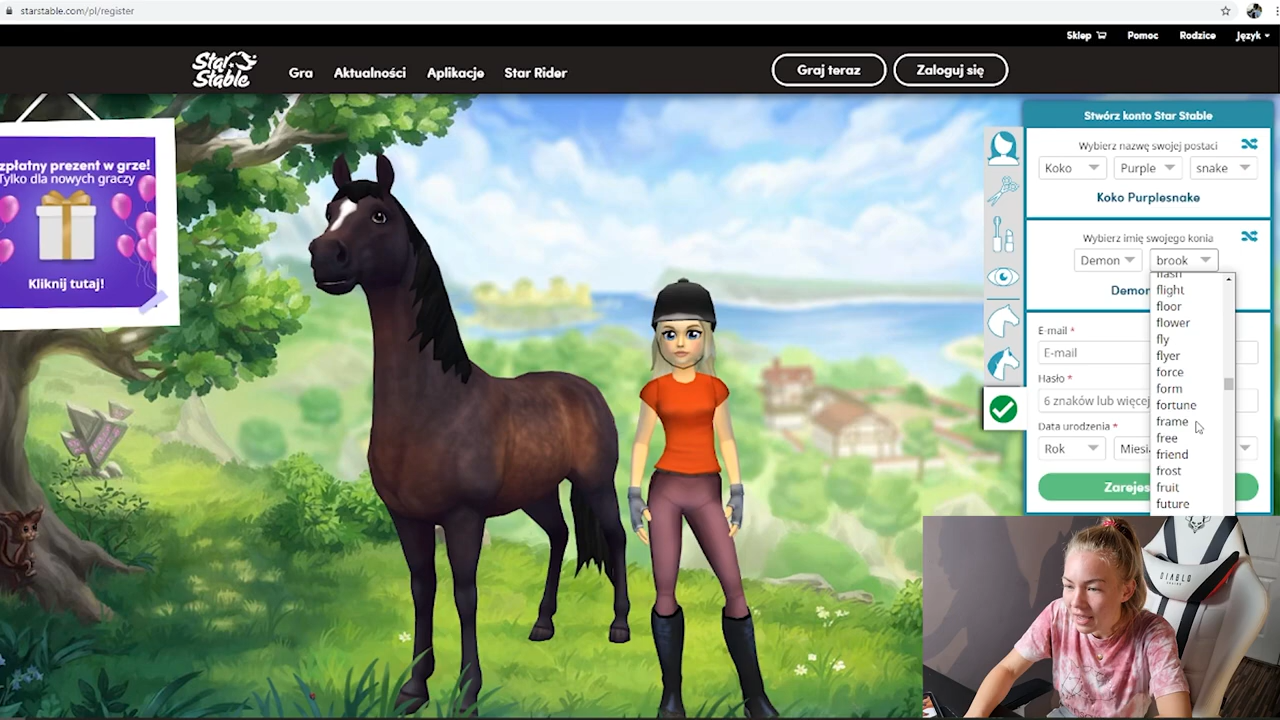 starstable.com/pl/register
Sklep
Pomoc
Rodzice
Język
Star Stable
Gra
Aktualności
Aplikacje
Star Rider
Graj teraz
Zaloguj się
zpłatny prezent w grze!
Tylko dla nowych graczy
Kliknij tutaj!
Stwórz konto Star Stable
Wybierz nazwę swojej postaci
Koko
Purple
snake
Koko Purplesnake
Wybierz imię swojego konia
Demon
brook
Demon
flight
floor
flower
fly
flyer
force
form
fortune
frame
free
friend
frost
fruit
future
E-mail *
E-mail
Hasło *
6 znaków lub więcej
Data urodzenia *
Rok
Miesi
Zarejes
DIABLO